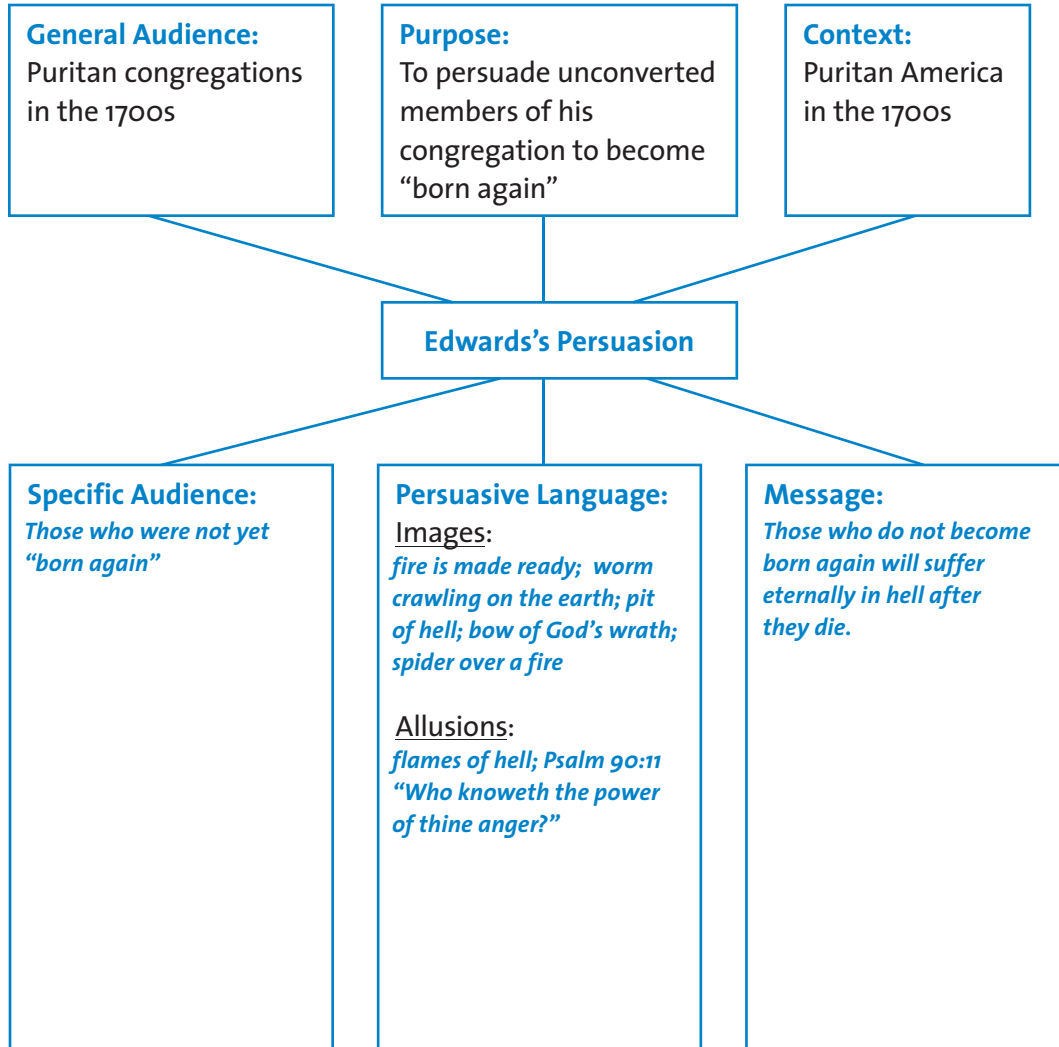 General Audience:
Puritan congregations
in the 1700s
Purpose:
To persuade unconverted
members of his
congregation to become
“born again”
Context:
Puritan America
in the 1700s
Edwards’s Persuasion
Specific Audience:
Those who were not yet
“born again”
Persuasive Language:
Images:
fire is made ready; worm
crawling on the earth; pit
of hell; bow of God’s wrath;
spider over a fire
Allusions:
flames of hell; Psalm 90:11
“Who knoweth the power
of thine anger?”
Message:
Those who do not become
born again will suffer
eternally in hell after
they die.